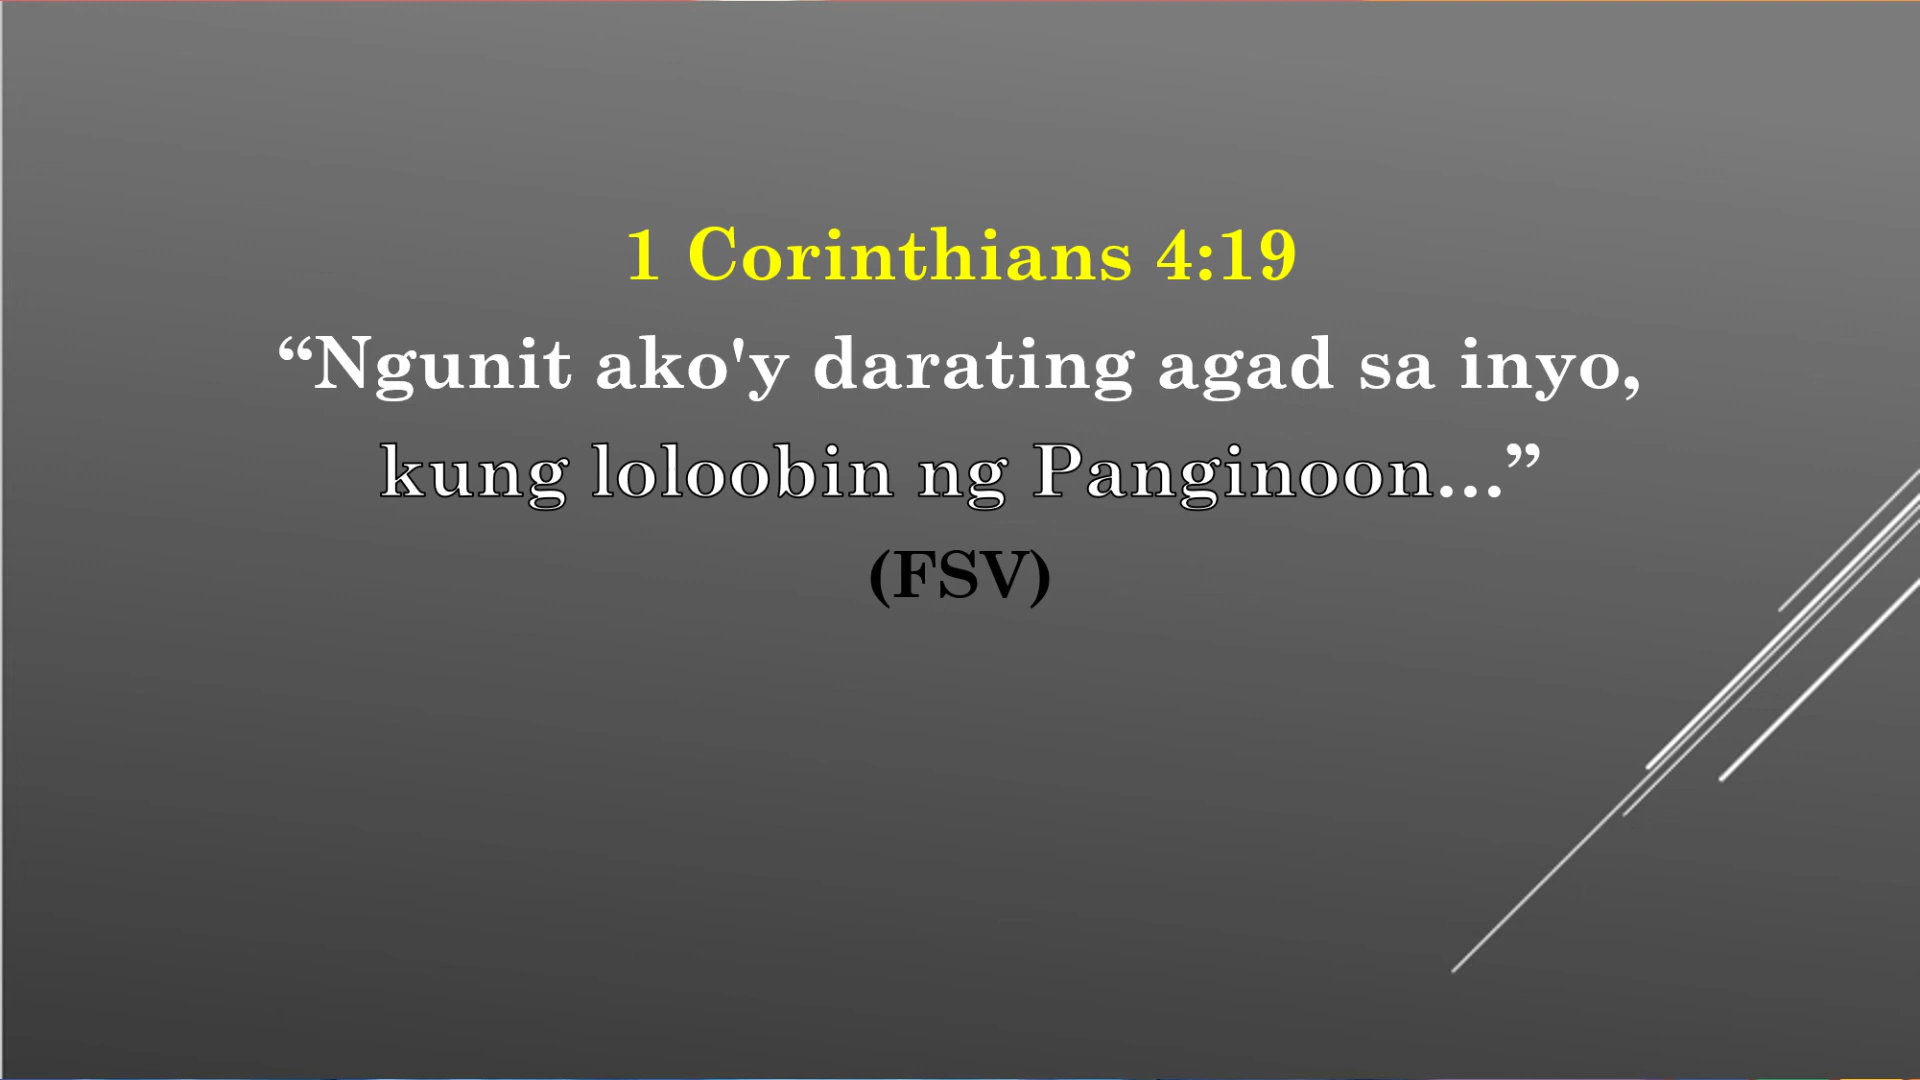 1 Corinthians 4:19
“Ngunit ako'y darating agad sa inyo,
kung loloobin ng Panginoon...”
(FSV)